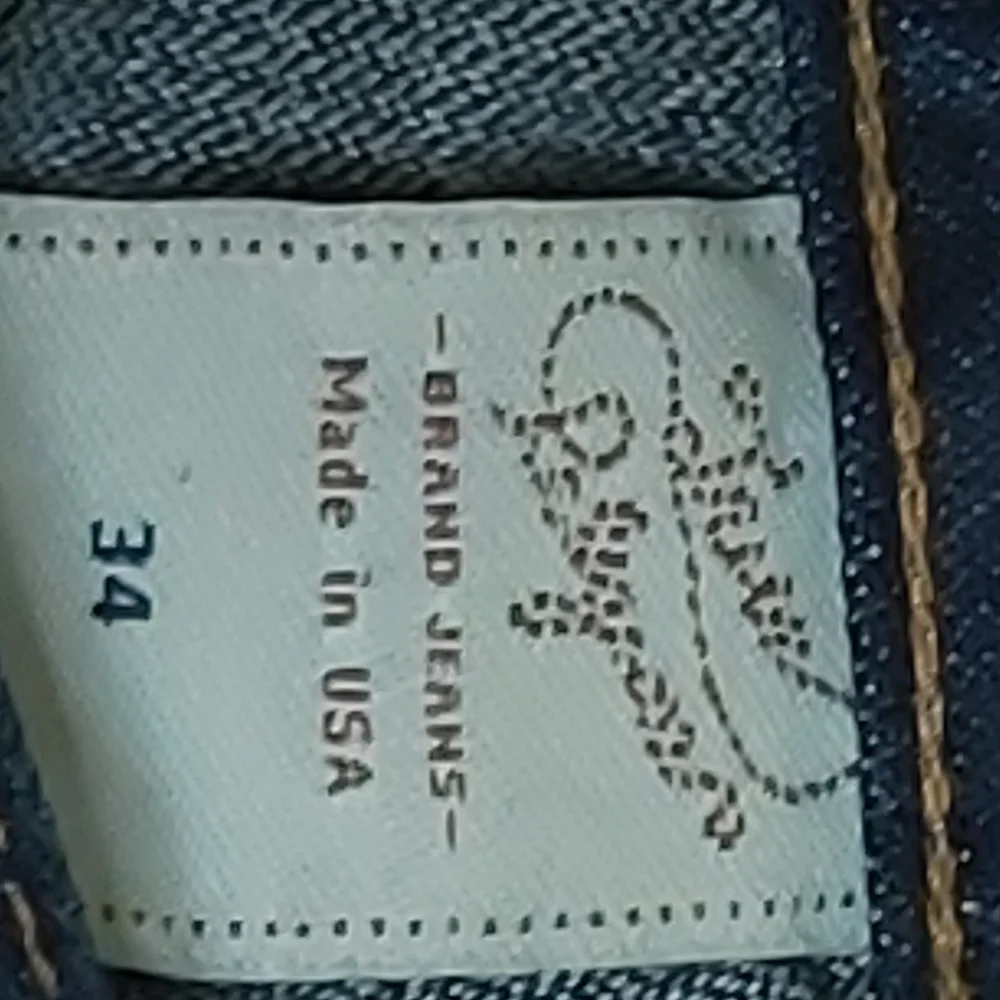 —BRAND JEANS—
Made in USA
34